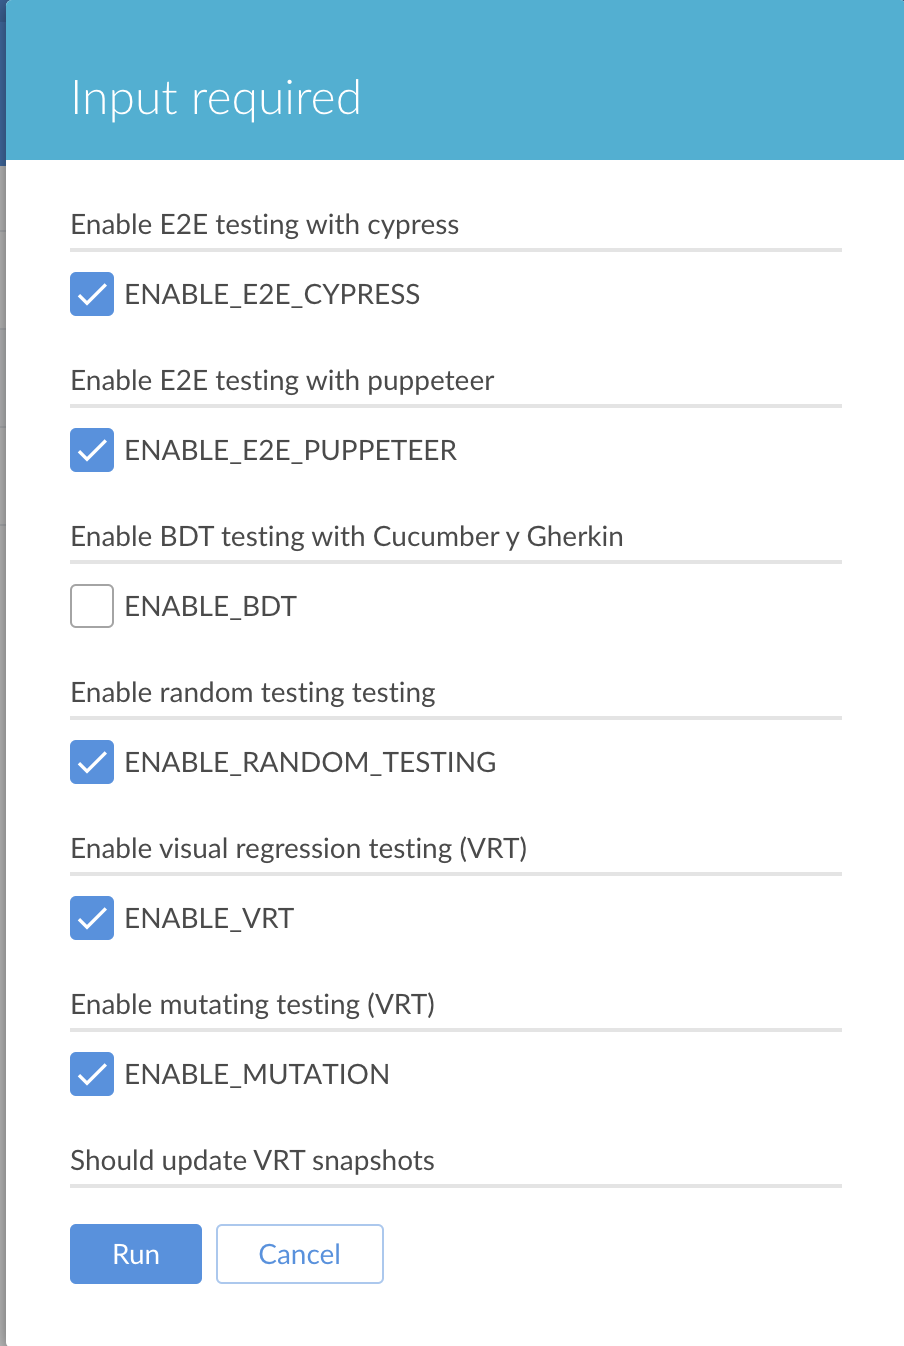 Input required
Enable E2E testing with cypress
ENABLE_E2E_CYPRESS
Enable E2E testing with puppeteer
ENABLE_E2E_PUPPETEER
Enable BDT testing with Cucumber y Gherkin
ENABLE_BDT
Enable random testing testing
ENABLE_RANDOM_TESTING
Enable visual regression testing (VRT)
ENABLE_VRT
Enable mutating testing (VRT)
ENABLE_MUTATION
Should update VRT snapshots
Run Cancel